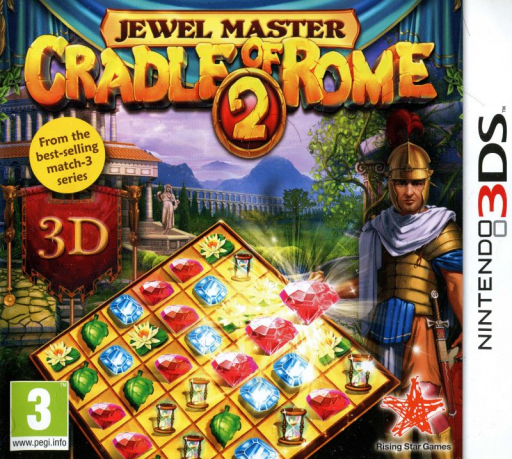 JEWEL MASTER
CRADLE OF ROME
2
From the
best-selling
match-3
series
3D
NINTENDO 3DS™
3
www.pegi.info
Rising Star Games